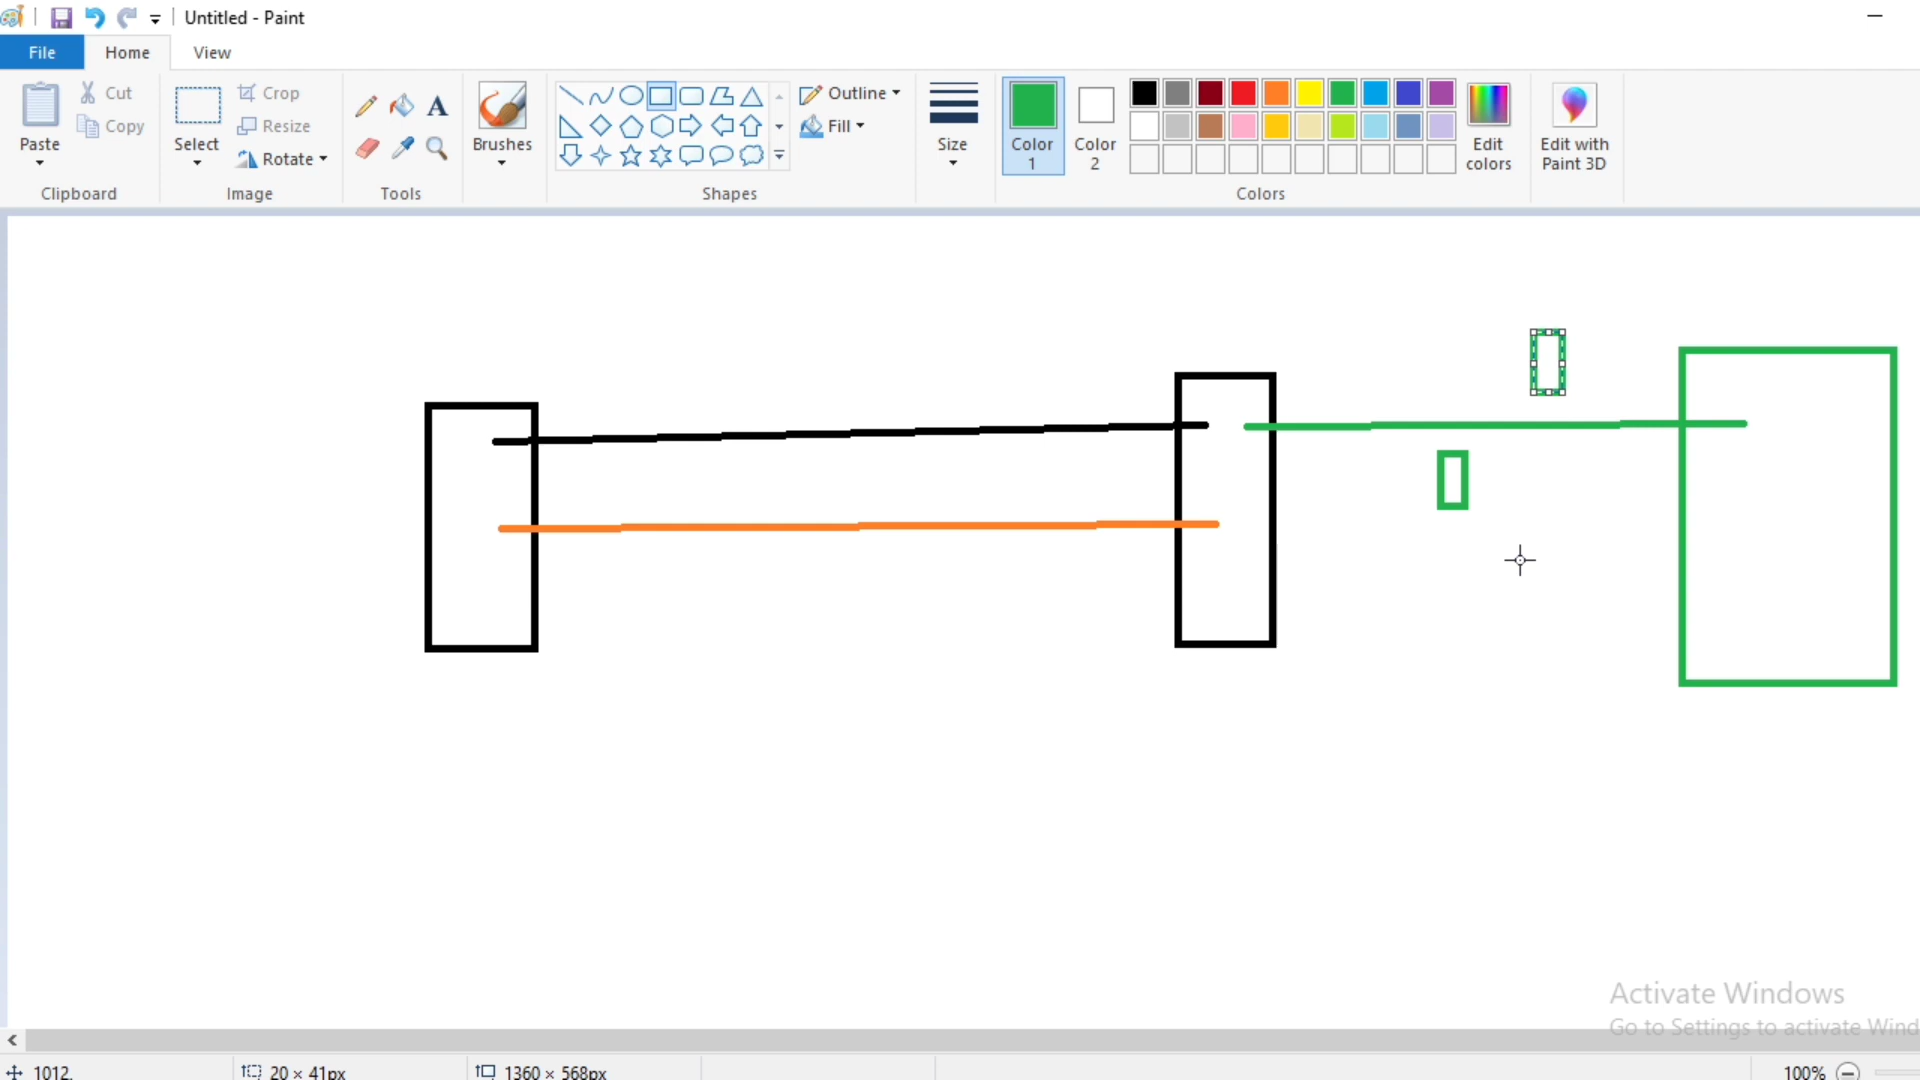 Untitled - Paint
File Home View
Paste
Cut
Copy
Clipboard
Select
Crop
Resize
Rotate
Image
A
Tools
Brushes
Shapes
Outline
Fill
Size
Color 1
Color 2
Edit colors
Colors
Edit with Paint 3D
Activate Windows
Go to Settings to activate Wind
1012, 20 × 41px 1360 × 568px 100%